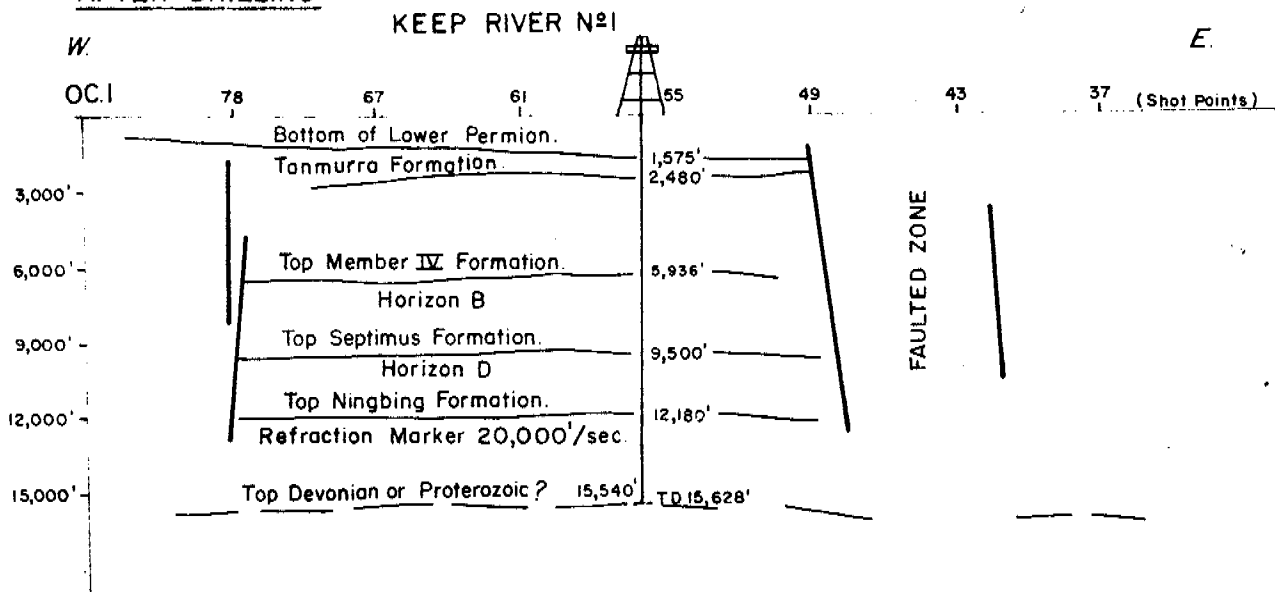 AFTER DRILLING
KEEP RIVER Nº1
W.
E.
OC.1 78 67 61 55 49 43 37 (Shot Points)
Bottom of Lower Permian.
1,575'
Tanmurra Formation.
2,480'
3,000'
Top Member IV Formation.
5,936'
6,000'
Horizon B
Top Septimus Formation.
9,500'
9,000'
Horizon D
Top Ningbing Formation.
12,180'
12,000'
Refraction Marker 20,000'/sec.
15,000'
Top Devonian or Proterozoic? 15,540' T.D.15,628'
FAULTED ZONE